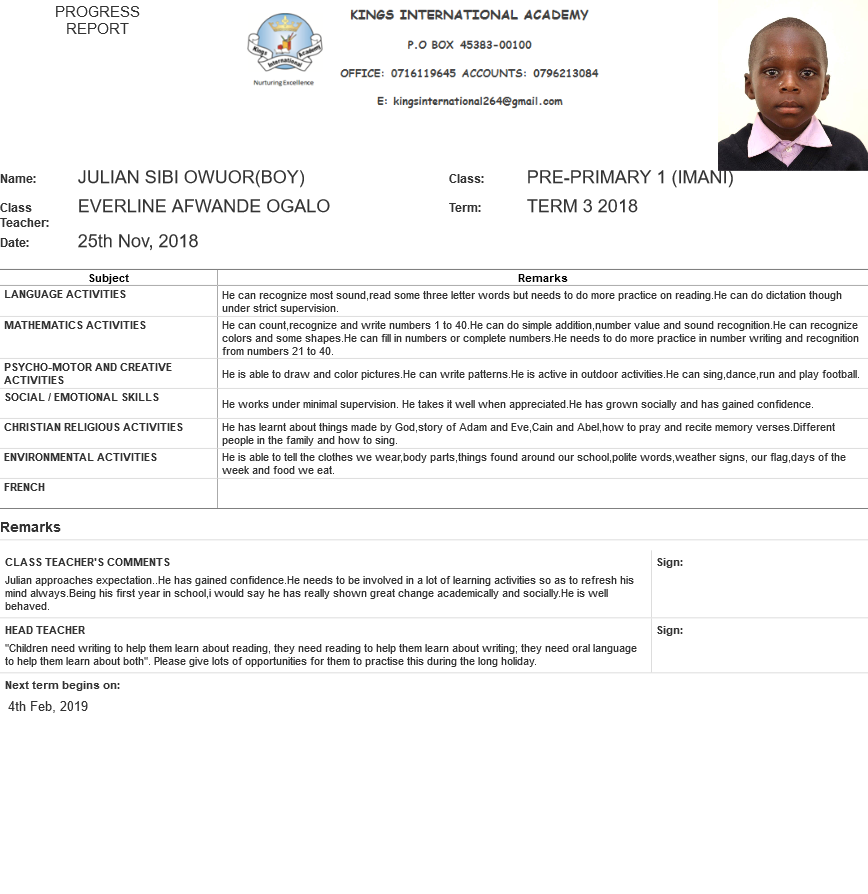 PROGRESS
REPORT
KINGS INTERNATIONAL ACADEMY
P.O BOX 45383-00100
OFFICE: 0716119645 ACCOUNTS: 0796213084
E: kingsinternational264@gmail.com
Kings Academy
International
Nurturing Excellence
Name: JULIAN SIBI OWUOR(BOY) Class: PRE-PRIMARY 1 (IMANI)
Class Teacher: EVERLINE AFWANDE OGALO Term: TERM 3 2018
Date: 25th Nov, 2018
Subject Remarks
LANGUAGE ACTIVITIES He can recognize most sound,read some three letter words but needs to do more practice on reading.He can do dictation though
under strict supervision.
MATHEMATICS ACTIVITIES He can count,recognize and write numbers 1 to 40.He can do simple addition,number value and sound recognition.He can recognize
colors and some shapes.He can fill in numbers or complete numbers.He needs to do more practice in number writing and recognition
from numbers 21 to 40.
PSYCHO-MOTOR AND CREATIVE
ACTIVITIES
He is able to draw and color pictures.He can write patterns.He is active in outdoor activities.He can sing,dance,run and play football.
SOCIAL / EMOTIONAL SKILLS
He works under minimal supervision. He takes it well when appreciated.He has grown socially and has gained confidence.
CHRISTIAN RELIGIOUS ACTIVITIES He has learnt about things made by God,story of Adam and Eve,Cain and Abel,how to pray and recite memory verses.Different
people in the family and how to sing.
ENVIRONMENTAL ACTIVITIES He is able to tell the clothes we wear,body parts,things found around our school,polite words,weather signs, our flag,days of the
week and food we eat.
FRENCH
Remarks
CLASS TEACHER'S COMMENTS Sign:
Julian approaches expectation..He has gained confidence.He needs to be involved in a lot of learning activities so as to refresh his
mind always.Being his first year in school,i would say he has really shown great change academically and socially.He is well
behaved.
HEAD TEACHER Sign:
"Children need writing to help them learn about reading, they need reading to help them learn about writing; they need oral language
to help them learn about both". Please give lots of opportunities for them to practise this during the long holiday.
Next term begins on:
4th Feb, 2019